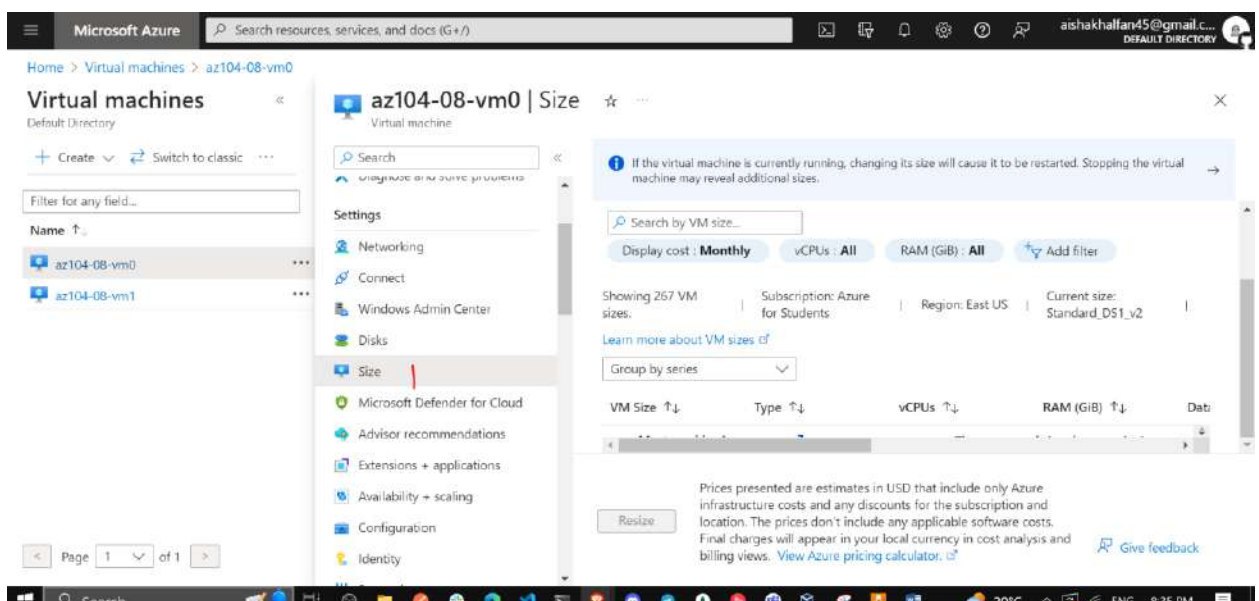 Microsoft Azure
Search resources, services, and docs (G+/)
aishakhalfan45@gmail.c...
DEFAULT DIRECTORY
Home > Virtual machines > az104-08-vm0
Virtual machines
Default Directory
Create
Switch to classic
Filter for any field...
Name
az104-08-vm0
az104-08-vm1
Page 1 of 1
az104-08-vm0 | Size
Virtual machine
Search
Diagnose and solve problems
Settings
Networking
Connect
Windows Admin Center
Disks
Size
Microsoft Defender for Cloud
Advisor recommendations
Extensions + applications
Availability + scaling
Configuration
Identity
If the virtual machine is currently running, changing its size will cause it to be restarted. Stopping the virtual
machine may reveal additional sizes.
Search by VM size...
Display cost : Monthly
vCPUs : All
RAM (GiB) : All
Add filter
Showing 267 VM
sizes.
Subscription: Azure
for Students
Region: East US
Current size:
Standard_DS1_v2
Learn more about VM sizes
Group by series
VM Size
Type
vCPUs
RAM (GiB)
Data
Resize
Prices presented are estimates in USD that include only Azure
infrastructure costs and any discounts for the subscription and
location. The prices don't include any applicable software costs.
Final charges will appear in your local currency in cost analysis and
billing views. View Azure pricing calculator.
Give feedback
Search
20°C
ENG
8:35 PM